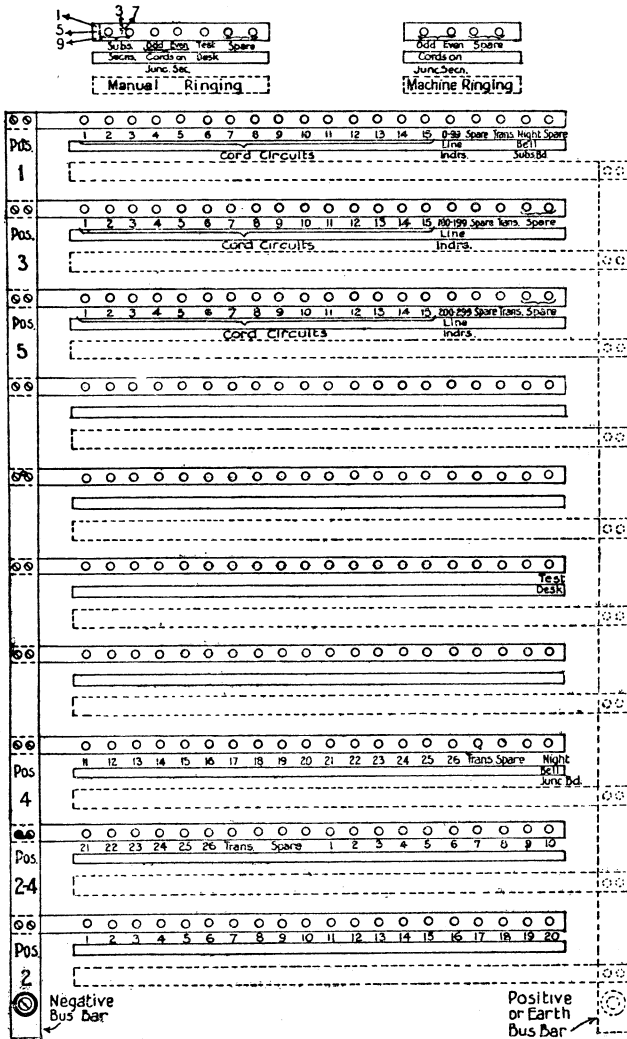 3 7
1
5
9
Subs. Odd Even Test Spare
Secns. Cords on Desk
Junc. Sec.
Manual Ringing
Odd Even Spare
Cords on
Junc. Secn.
Machine Ringing
Pos.
1
1 2 3 4 5 6 7 8 9 10 11 12 13 14 15 0-99 Spare Trans. Night Spare
Line Bell
Cord Circuits Indrs. Subs Bd.
Pos.
3
1 2 3 4 5 6 7 8 9 10 11 12 13 14 15 100-199 Spare Trans. Spare
Line
Cord Circuits Indrs.
Pos.
5
1 2 3 4 5 6 7 8 9 10 11 12 13 14 15 200-299 Spare Trans. Spare
Line
Cord Circuits Indrs.
Test
Desk
Pos
4
11 12 13 14 15 16 17 18 19 20 21 22 23 24 25 26 Trans Spare Night
Bell
Junc Bd.
Pos.
2-4
21 22 23 24 25 26 Trans. Spare 1 2 3 4 5 6 7 8 9 10
Pos.
2
1 2 3 4 5 6 7 8 9 10 11 12 13 14 15 16 17 18 19 20
Negative
Bus Bar
Positive
or Earth
Bus Bar